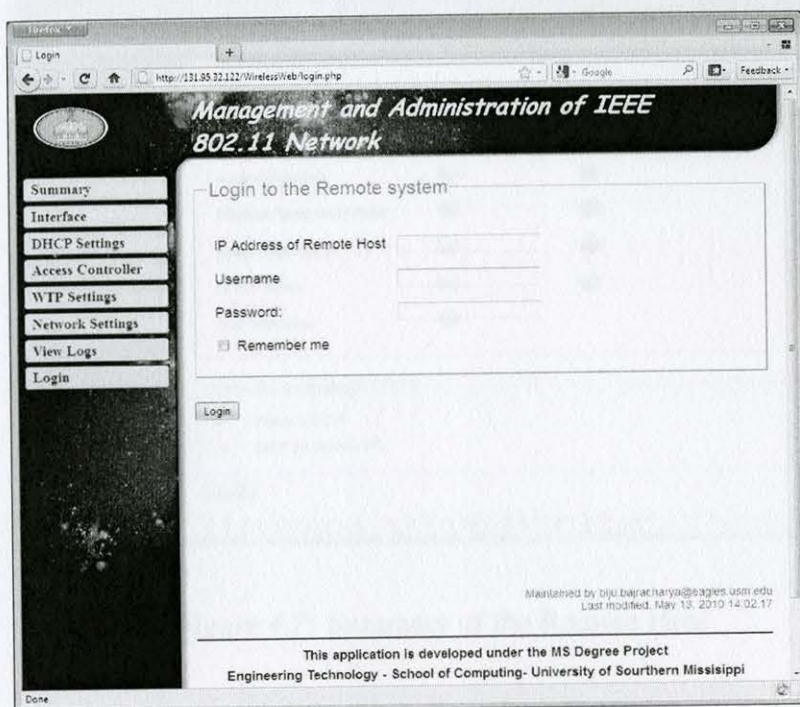 Firefox
Login
+
http://131.95.32.122/WirelessWeb/login.php
Google
Feedback
Management and Administration of IEEE
802.11 Network
Summary
Interface
DHCP Settings
Access Controller
WTP Settings
Network Settings
View Logs
Login
Login to the Remote system
IP Address of Remote Host
Username
Password:
Remember me
Login
Maintained by biju.bajracharya@eagles.usm.edu
Last modified: May 13, 2010 14:02:17
This application is developed under the MS Degree Project
Engineering Technology - School of Computing- University of Sourthern Missisippi
Done